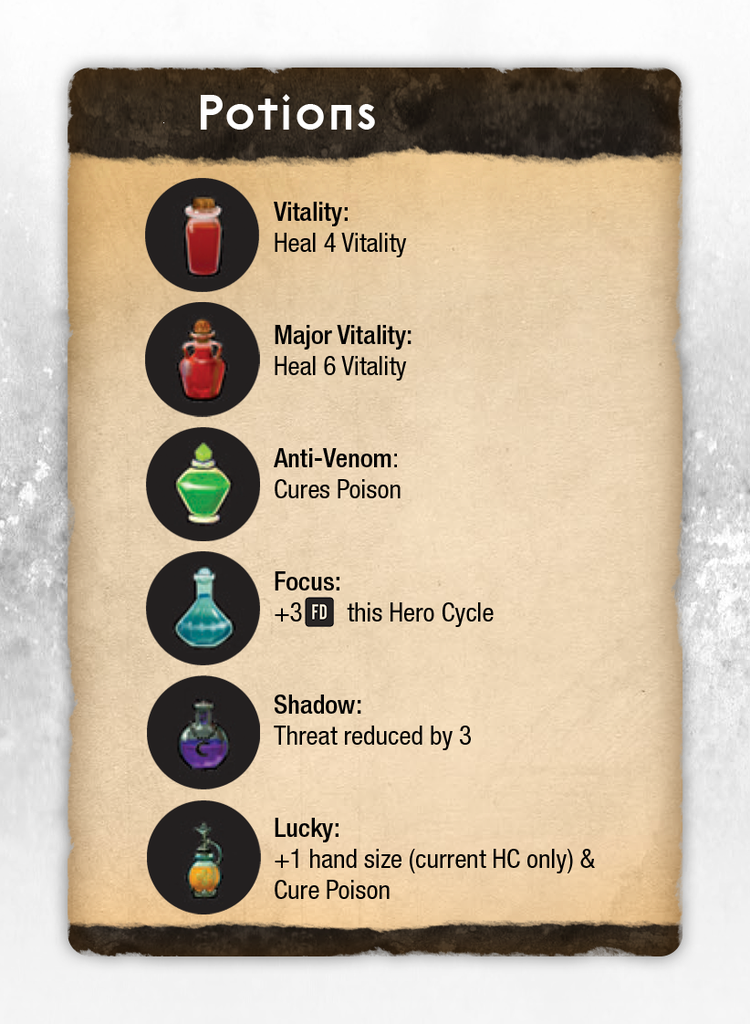 Potions
Vitality:
Heal 4 Vitality
Major Vitality:
Heal 6 Vitality
Anti-Venom:
Cures Poison
Focus:
+3 FD this Hero Cycle
Shadow:
Threat reduced by 3
Lucky:
+1 hand size (current HC only) &
Cure Poison